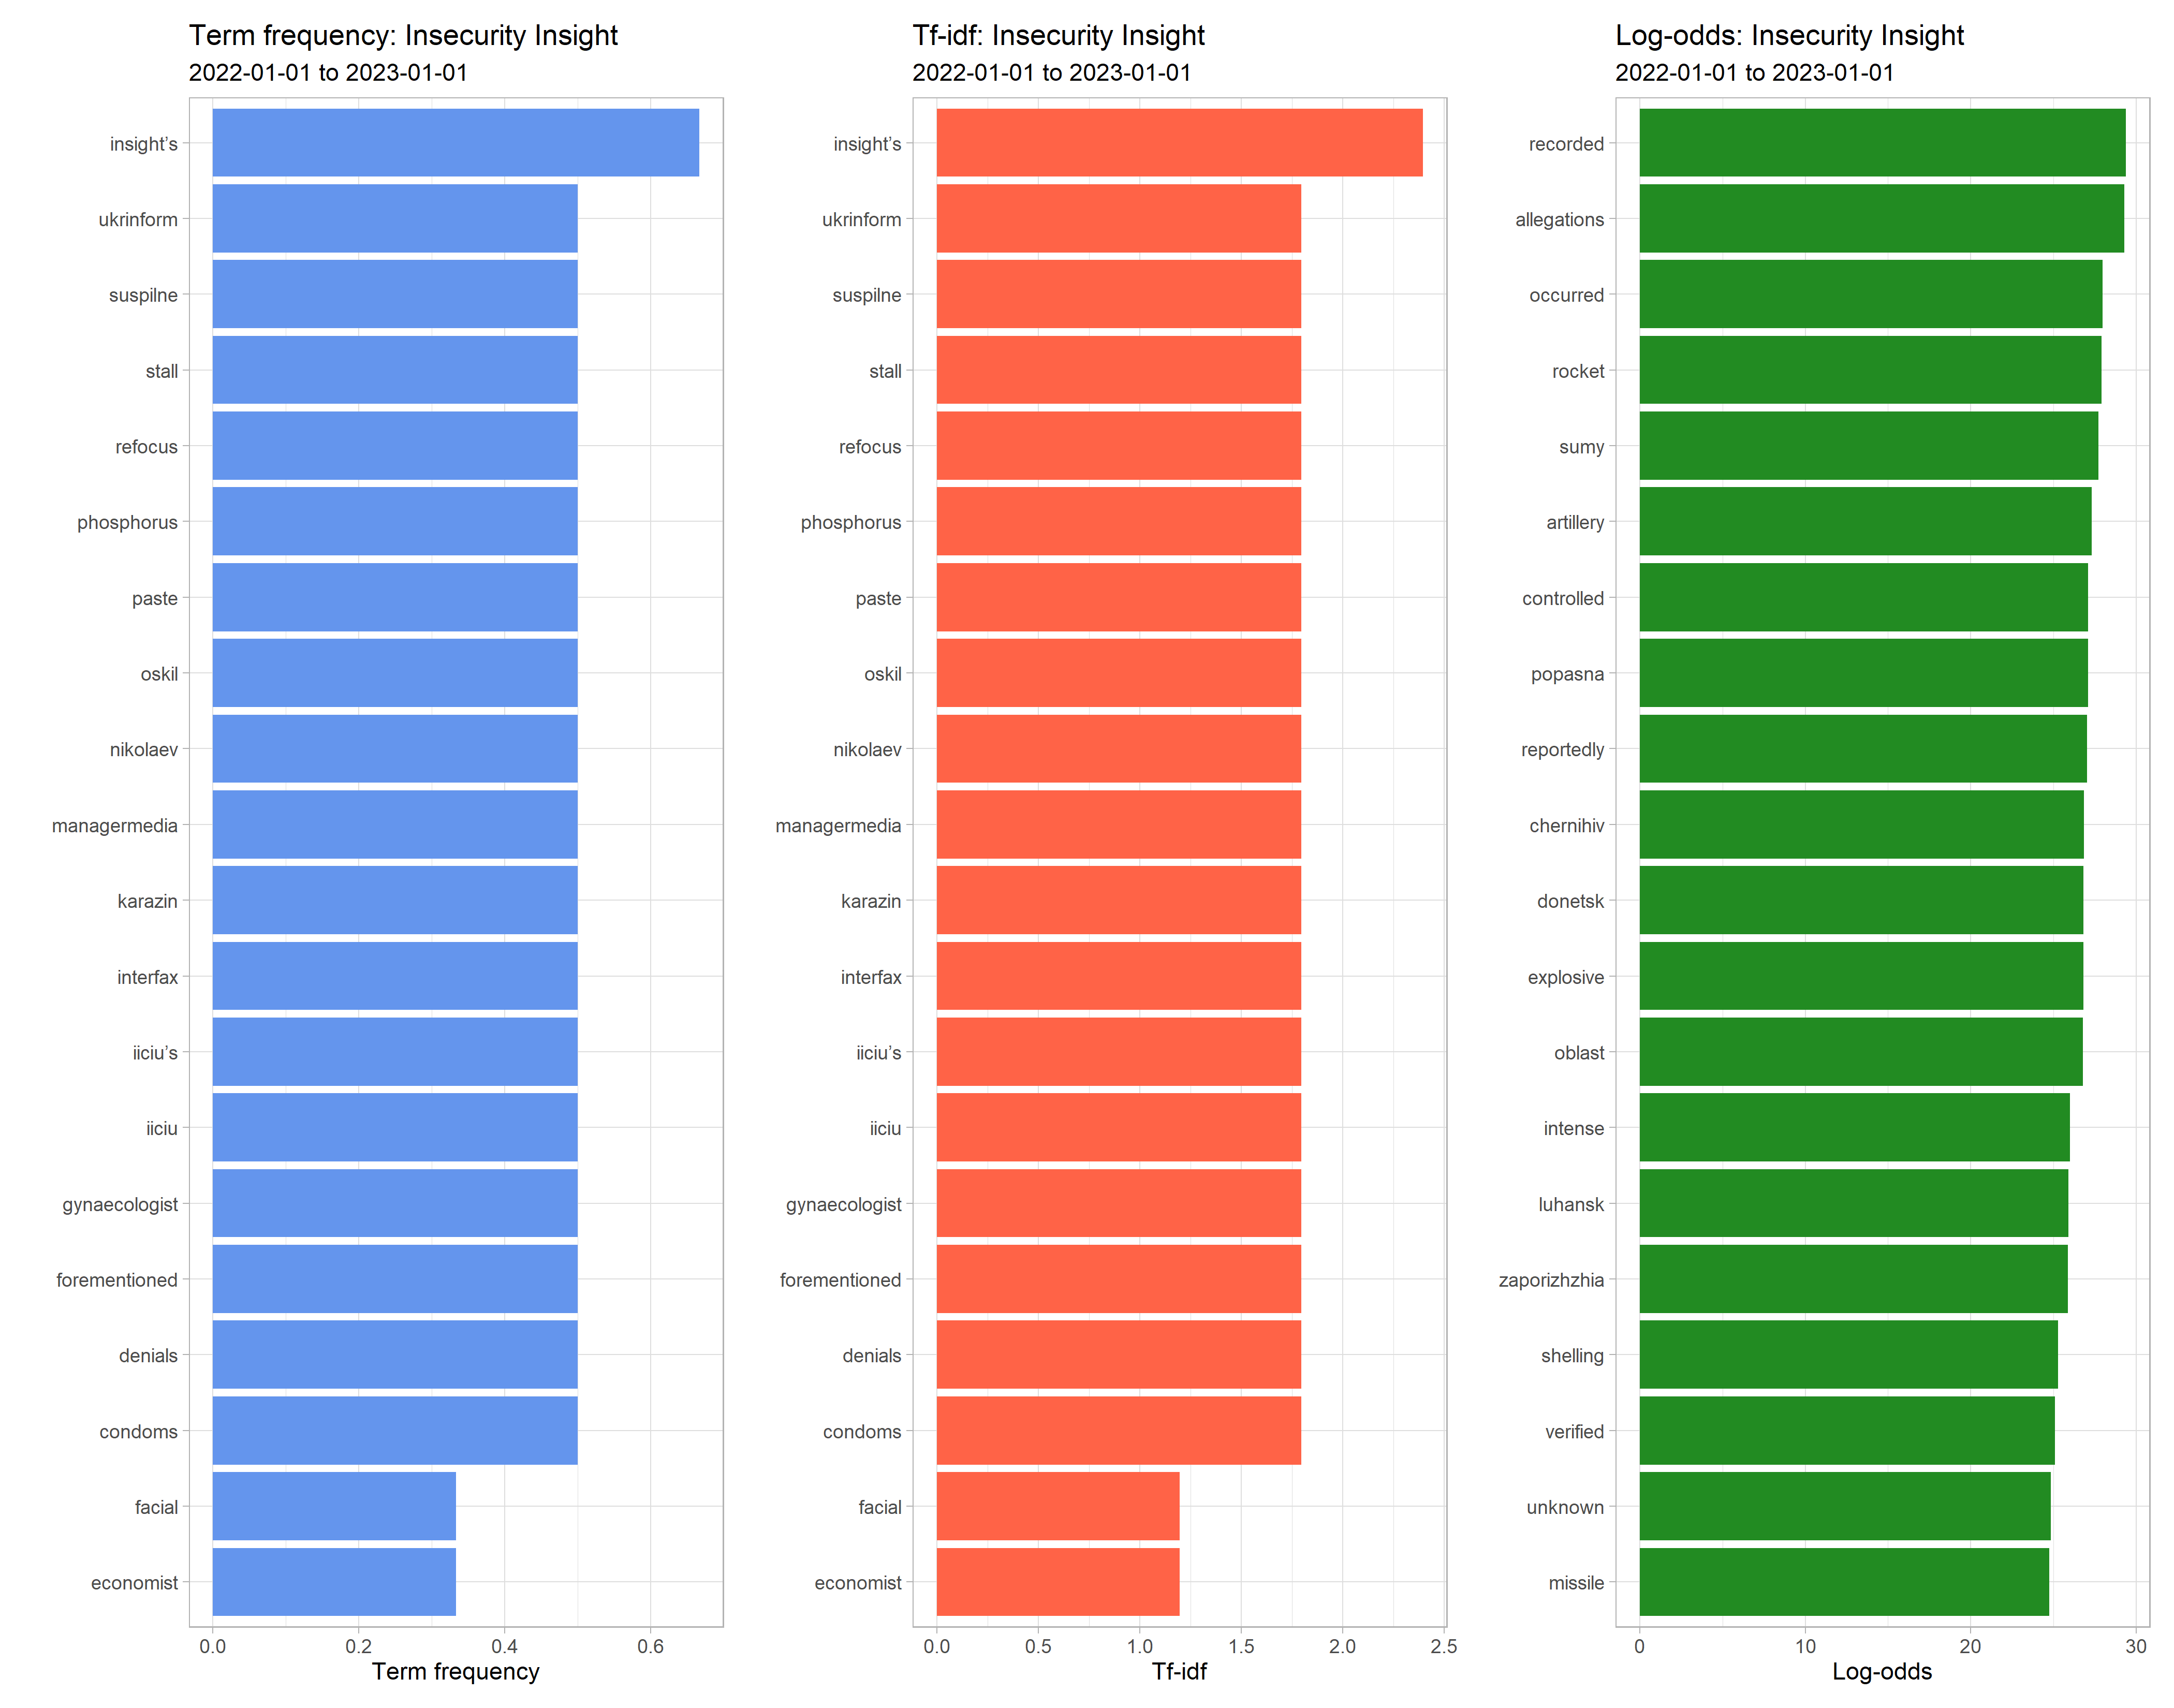 Term frequency: Insecurity Insight
2022-01-01 to 2023-01-01
insight’s
ukrinform
suspilne
stall
refocus
phosphorus
paste
oskil
nikolaev
managermedia
karazin
interfax
iiciu’s
iiciu
gynaecologist
forementioned
denials
condoms
facial
economist
0.0 0.2 0.4 0.6
Term frequency
Tf-idf: Insecurity Insight
2022-01-01 to 2023-01-01
insight’s
ukrinform
suspilne
stall
refocus
phosphorus
paste
oskil
nikolaev
managermedia
karazin
interfax
iiciu’s
iiciu
gynaecologist
forementioned
denials
condoms
facial
economist
0.0 0.5 1.0 1.5 2.0 2.5
Tf-idf
Log-odds: Insecurity Insight
2022-01-01 to 2023-01-01
recorded
allegations
occurred
rocket
sumy
artillery
controlled
popasna
reportedly
chernihiv
donetsk
explosive
oblast
intense
luhansk
zaporizhzhia
shelling
verified
unknown
missile
0 10 20 30
Log-odds